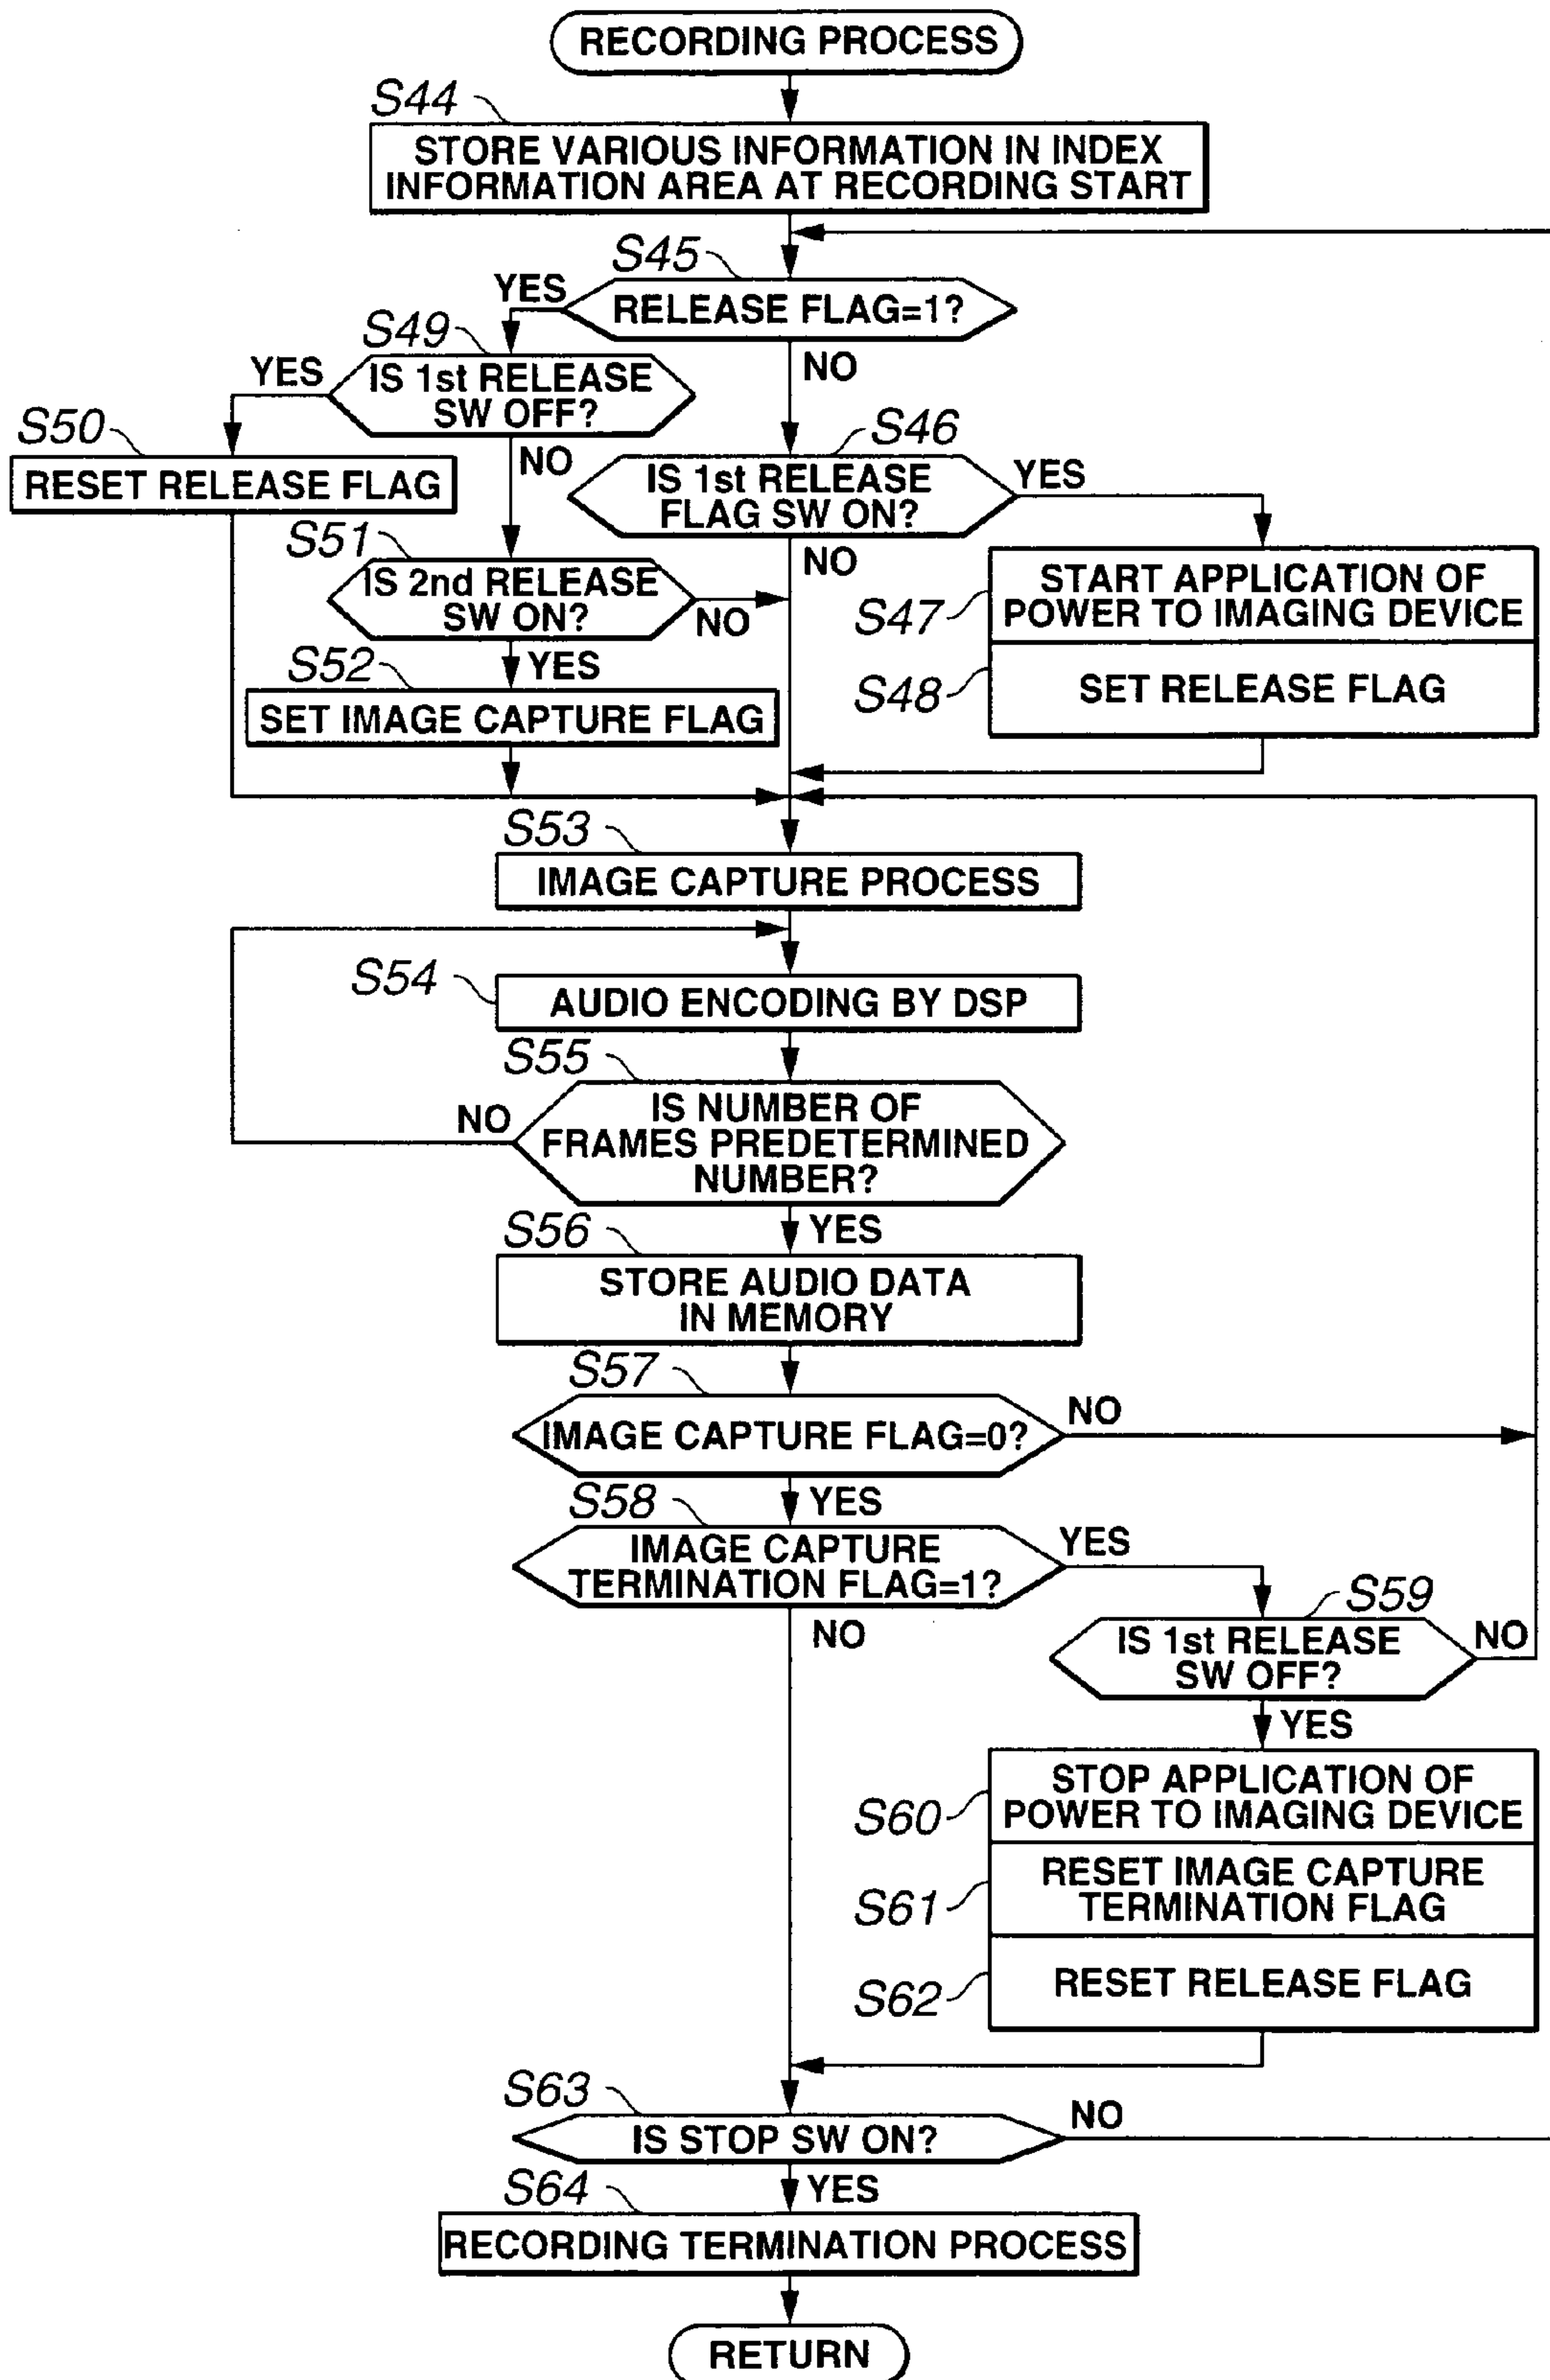 RECORDING PROCESS
S44
STORE VARIOUS INFORMATION IN INDEX
INFORMATION AREA AT RECORDING START
S45
YES
RELEASE FLAG=1?
S49
NO
YES
IS 1st RELEASE
SW OFF?
S50
S46
RESET RELEASE FLAG
NO
IS 1st RELEASE
FLAG SW ON?
YES
S51
NO
IS 2nd RELEASE
SW ON?
NO
S47
START APPLICATION OF
POWER TO IMAGING DEVICE
S52
YES
S48
SET RELEASE FLAG
SET IMAGE CAPTURE FLAG
S53
IMAGE CAPTURE PROCESS
S54
AUDIO ENCODING BY DSP
S55
NO
IS NUMBER OF
FRAMES PREDETERMINED
NUMBER?
S56
YES
STORE AUDIO DATA
IN MEMORY
S57
IMAGE CAPTURE FLAG=0?
NO
S58
YES
IMAGE CAPTURE
TERMINATION FLAG=1?
YES
S59
NO
IS 1st RELEASE
SW OFF?
NO
YES
S60
STOP APPLICATION OF
POWER TO IMAGING DEVICE
S61
RESET IMAGE CAPTURE
TERMINATION FLAG
S62
RESET RELEASE FLAG
S63
IS STOP SW ON?
NO
S64
YES
RECORDING TERMINATION PROCESS
RETURN